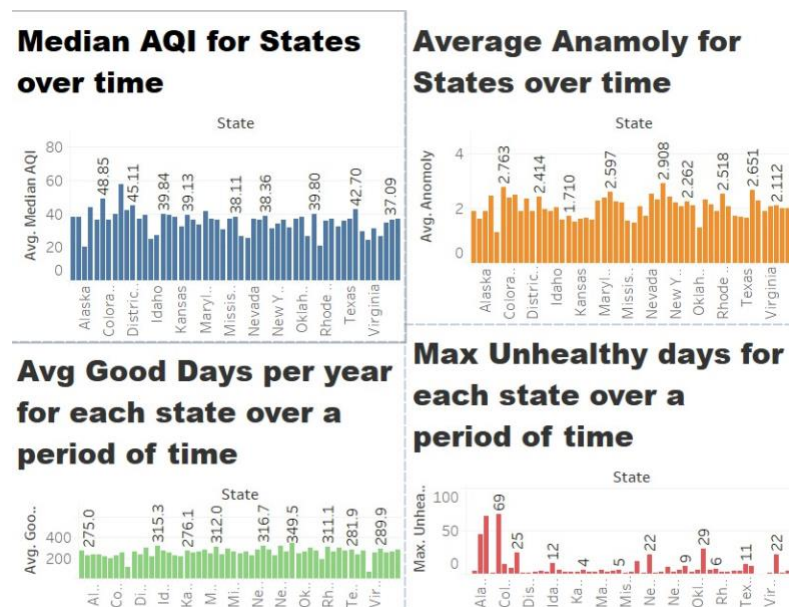 Median AQI for States
over time
State
Avg. Median AQI
80
60
40
20
0
48.85
45.11
39.84
39.13
38.11
38.36
39.80
42.70
37.09
Alaska
Colora..
Distric..
Idaho
Kansas
Maryl..
Missis..
Nevada
New Y..
Oklah..
Rhode ..
Texas
Virginia
Average Anamoly for
States over time
State
Avg. Anomoly
4
2
0
2.763
2.414
1.710
2.597
2.908
2.262
2.518
2.651
2.112
Alaska
Colora..
Distric..
Idaho
Kansas
Maryl..
Missis..
Nevada
New Y..
Oklah..
Rhode ..
Texas
Virginia
Avg Good Days per year
for each state over a
period of time
State
Avg. Goo..
400
200
275.0
315.3
276.1
312.0
316.7
349.5
311.1
281.9
289.9
Al..
Co..
Di..
Id..
Ka..
M..
Mi..
Ne..
Ne..
Ok..
Rh..
Te..
Vir..
Max Unhealthy days for
each state over a
period of time
State
Max. Unhea..
100
50
0
69
25
12
4
5
22
9
29
6
11
22
Ala..
Col..
Dis..
Ida..
Ka..
Ma..
Mis..
Ne..
Ne..
Okl..
Rh..
Tex..
Vir..